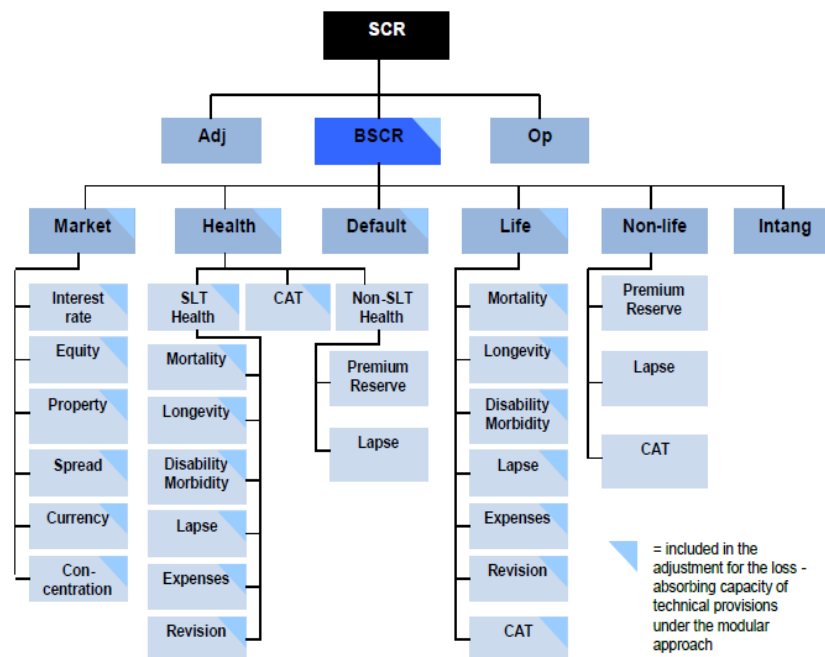 SCR
Adj
BSCR
Op
Market
Health
Default
Life
Non-life
Intang
Interest
rate
Equity
Property
Spread
Currency
Con-
centration
SLT
Health
CAT
Non-SLT
Health
Mortality
Longevity
Disability
Morbidity
Lapse
Expenses
Revision
Premium
Reserve
Lapse
Mortality
Longevity
Disability
Morbidity
Lapse
Expenses
Revision
CAT
Premium
Reserve
Lapse
CAT
= included in the
adjustment for the loss -
absorbing capacity of
technical provisions
under the modular
approach